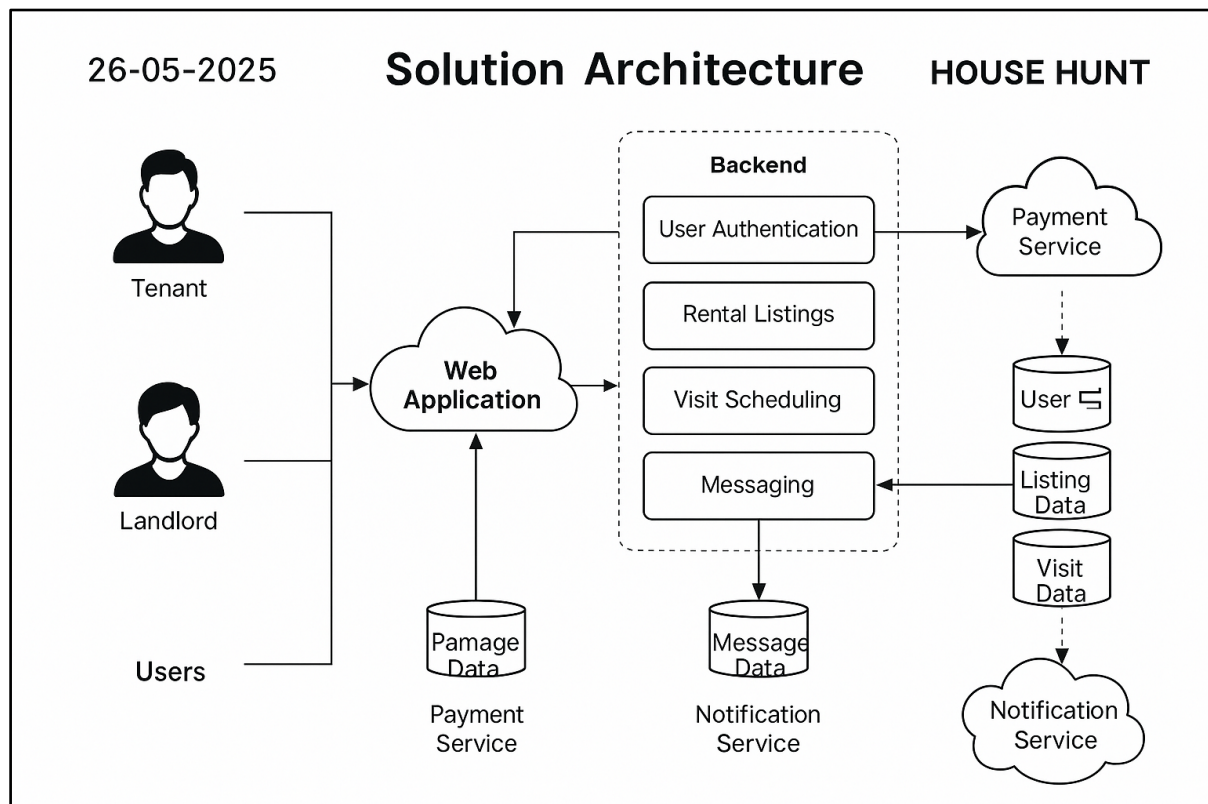 26-05-2025
Solution Architecture
HOUSE HUNT
Tenant
Landlord
Users
Web
Application
Pamage
Data
Payment
Service
Backend
User Authentication
Rental Listings
Visit Scheduling
Messaging
Message
Data
Notification
Service
Payment
Service
User
Listing
Data
Visit
Data
Notification
Service